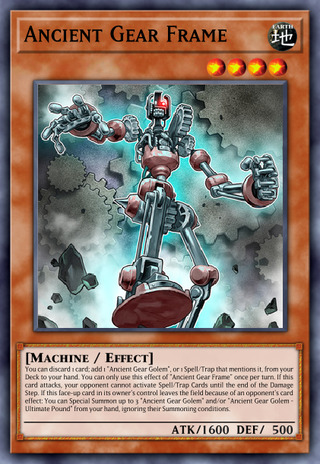 Ancient Gear Frame
EARTH
地
[Machine / Effect]
You can discard 1 card; add 1 "Ancient Gear Golem", or 1 Spell/Trap that mentions it, from your
Deck to your hand. You can only use this effect of "Ancient Gear Frame" once per turn. If this
card attacks, your opponent cannot activate Spell/Trap Cards until the end of the Damage
Step. If this face-up card in its owner's control leaves the field because of an opponent's card
effect: You can Special Summon up to 3 "Ancient Gear Golem" and/or "Ancient Gear Golem -
Ultimate Pound" from your hand, ignoring their Summoning conditions.
ATK/1600 DEF/ 500